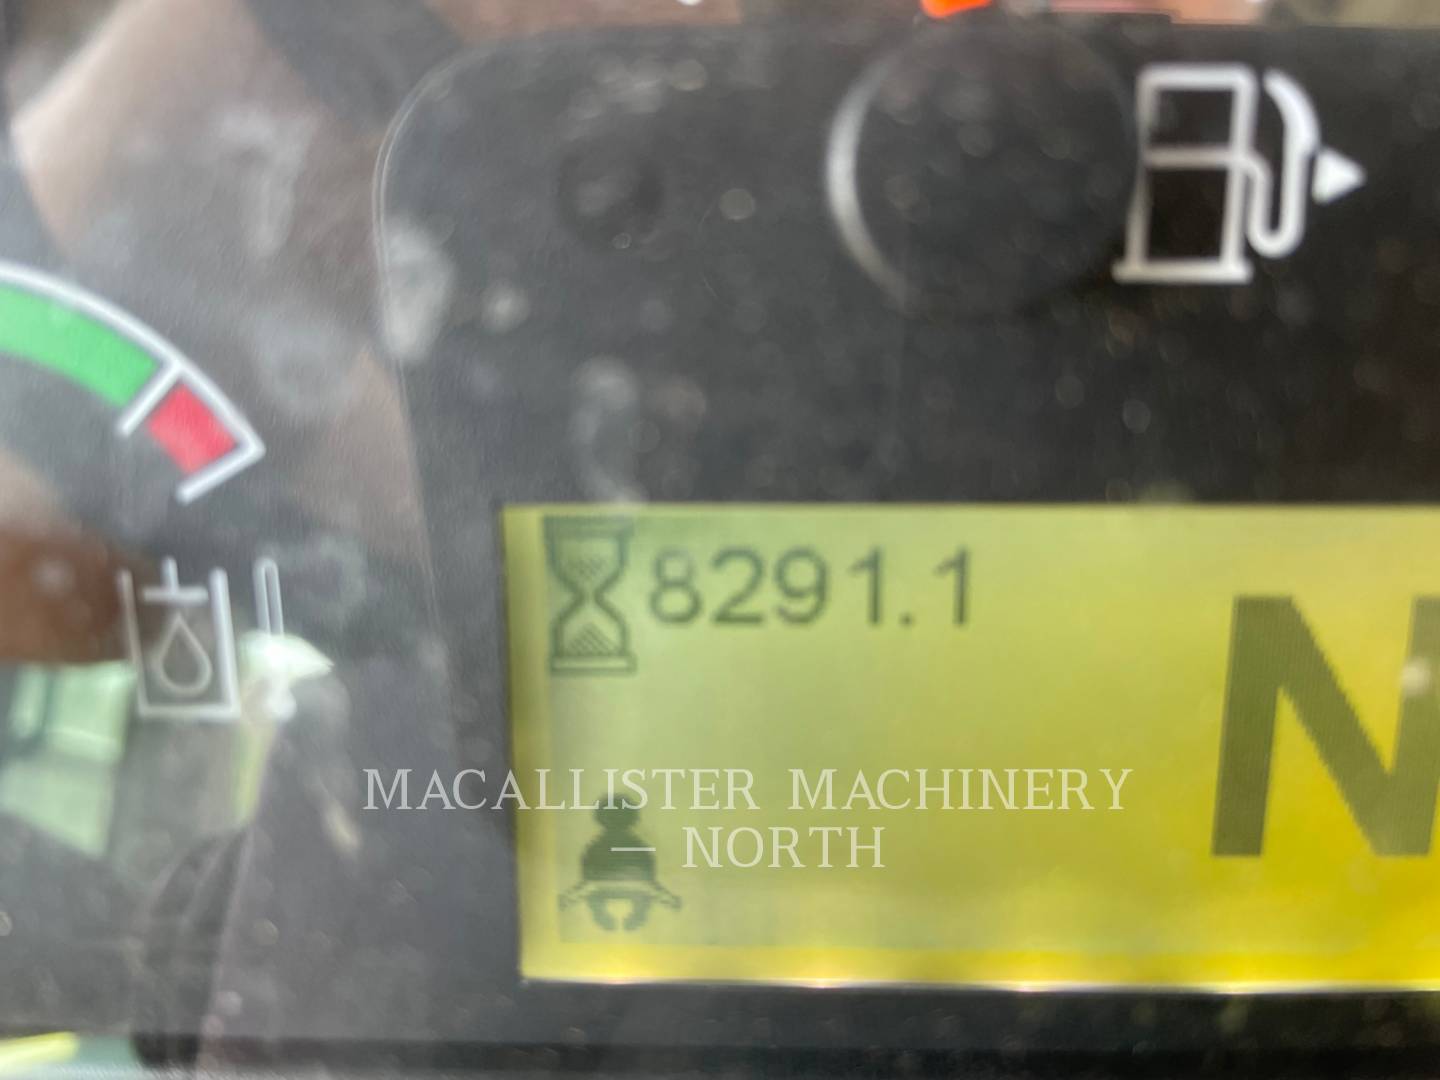 8291.1
N
MACALLISTER MACHINERY
— NORTH